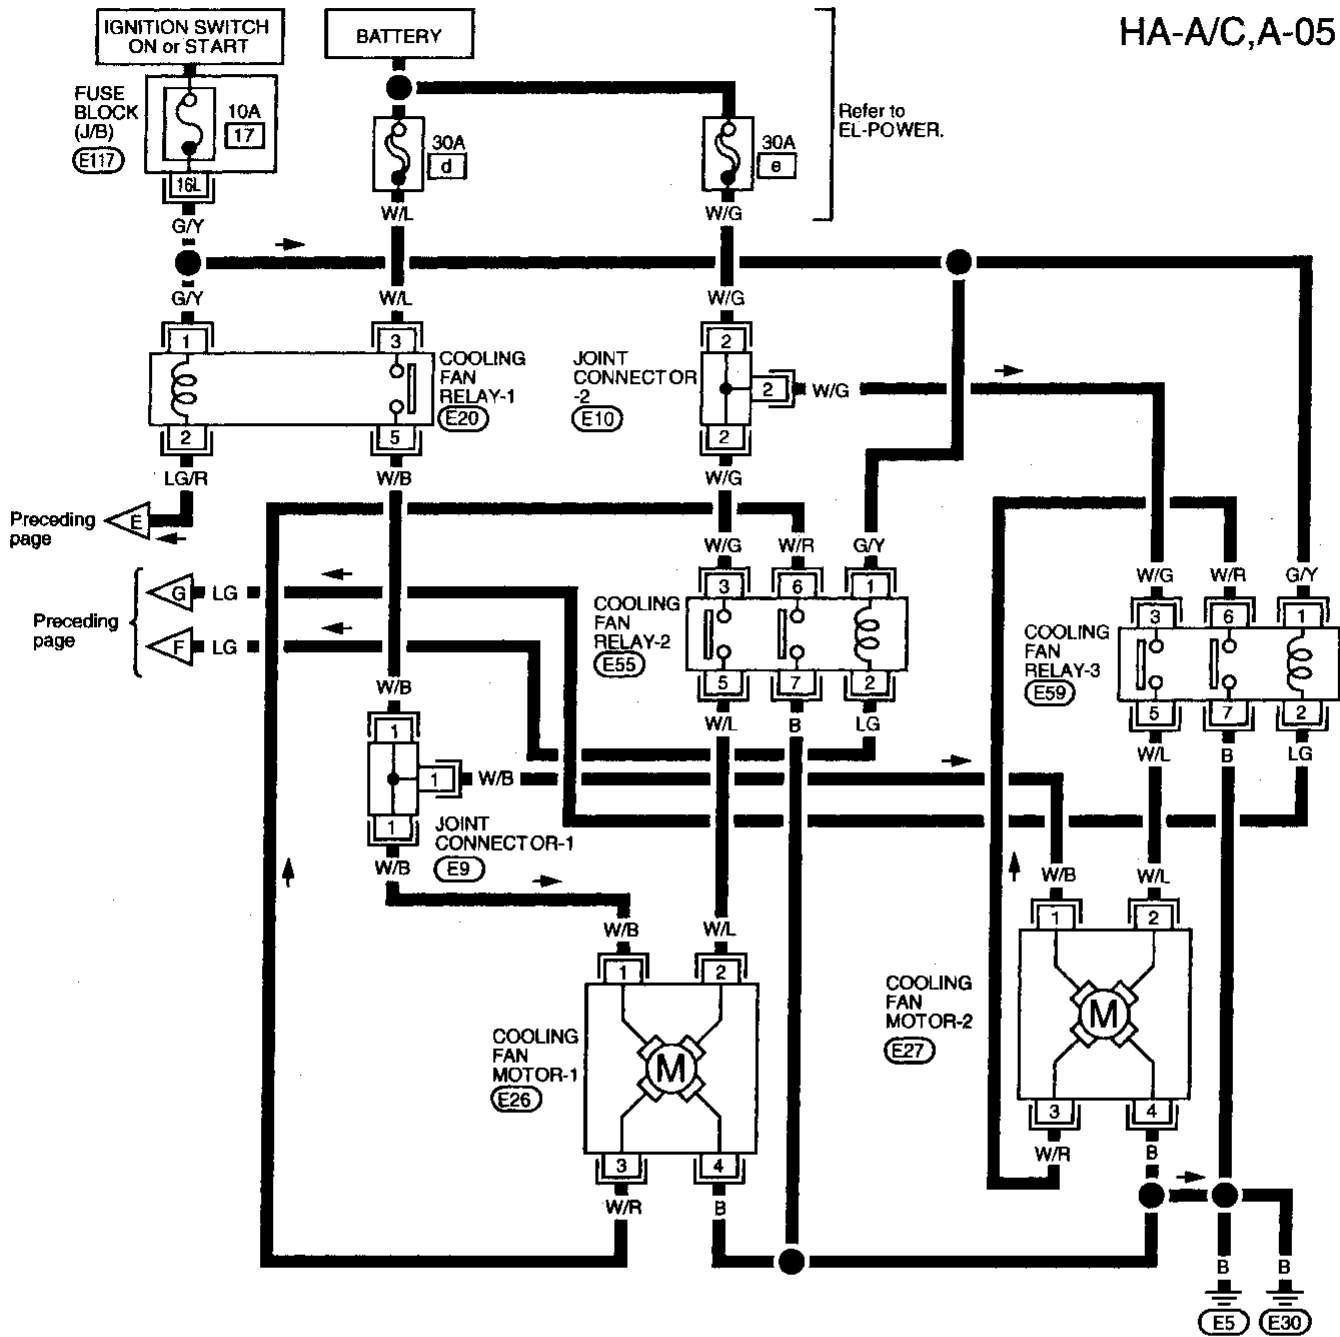 HA-A/C,A-05
IGNITION SWITCH
ON or START
BATTERY
FUSE
BLOCK
(J/B)
E117
10A
17
16L
30A
d
30A
e
Refer to
EL-POWER.
G/Y
W/L
W/G
G/Y
W/L
W/G
1
3
2
COOLING
FAN
RELAY-1
E20
JOINT
CONNECTOR
-2
E10
2
W/G
2
5
2
LG/R
W/B
W/G
Preceding
page
E
W/G
W/R
G/Y
Preceding
page
G
LG
F
LG
3
6
1
COOLING
FAN
RELAY-2
E55
5
7
2
W/L
B
LG
W/G
W/R
G/Y
3
6
1
COOLING
FAN
RELAY-3
E59
5
7
2
W/L
B
LG
W/B
1
1
W/B
1
JOINT
CONNECTOR-1
E9
W/B
W/B
W/L
1
2
COOLING
FAN
MOTOR-1
E26
M
3
4
W/R
B
W/B
W/L
1
2
COOLING
FAN
MOTOR-2
E27
M
3
4
W/R
B
B
B
E5
E30